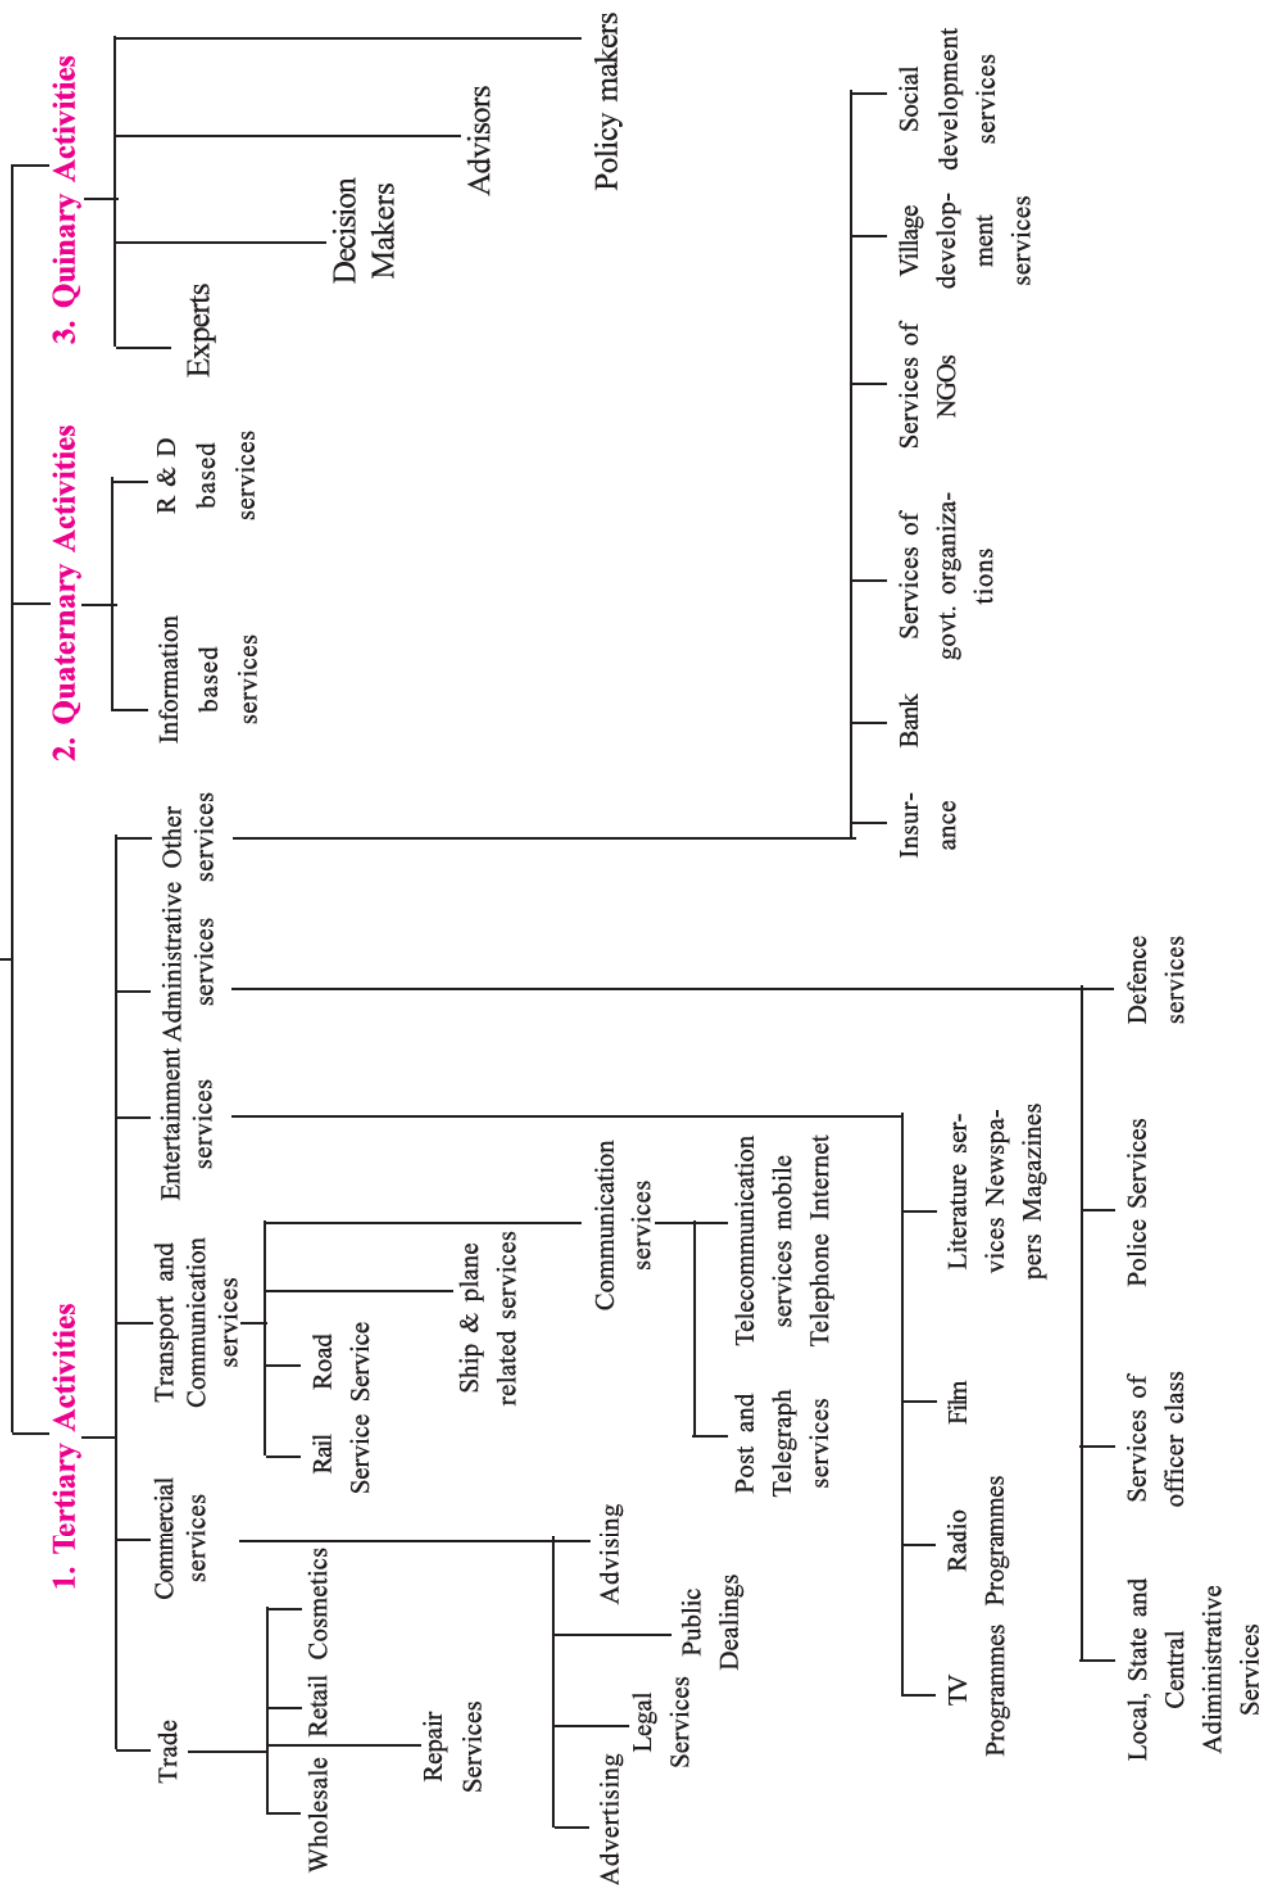 1. Tertiary Activities
2. Quaternary Activities
3. Quinary Activities
Trade
Commercial
services
Transport and
Communication
services
Entertainment
services
Administrative
services
Other
services
Information
based
services
R & D
based
services
Experts
Decision
Makers
Advisors
Policy makers
Wholesale
Retail
Cosmetics
Repair
Services
Rail
Service
Road
Service
Ship & plane
related services
Communication
services
Advertising
Legal
Services
Public
Dealings
Advising
Post and
Telegraph
services
Telecommunication
services mobile
Telephone Internet
Insur-
ance
Bank
Services of
govt. organiza-
tions
Services of
NGOs
Village
develop-
ment
services
Social
development
services
TV
Programmes
Radio
Programmes
Film
Literature ser-
vices Newspa-
pers Magazines
Local, State and
Central
Adiministrative
Services
Services of
officer class
Police Services
Defence
services